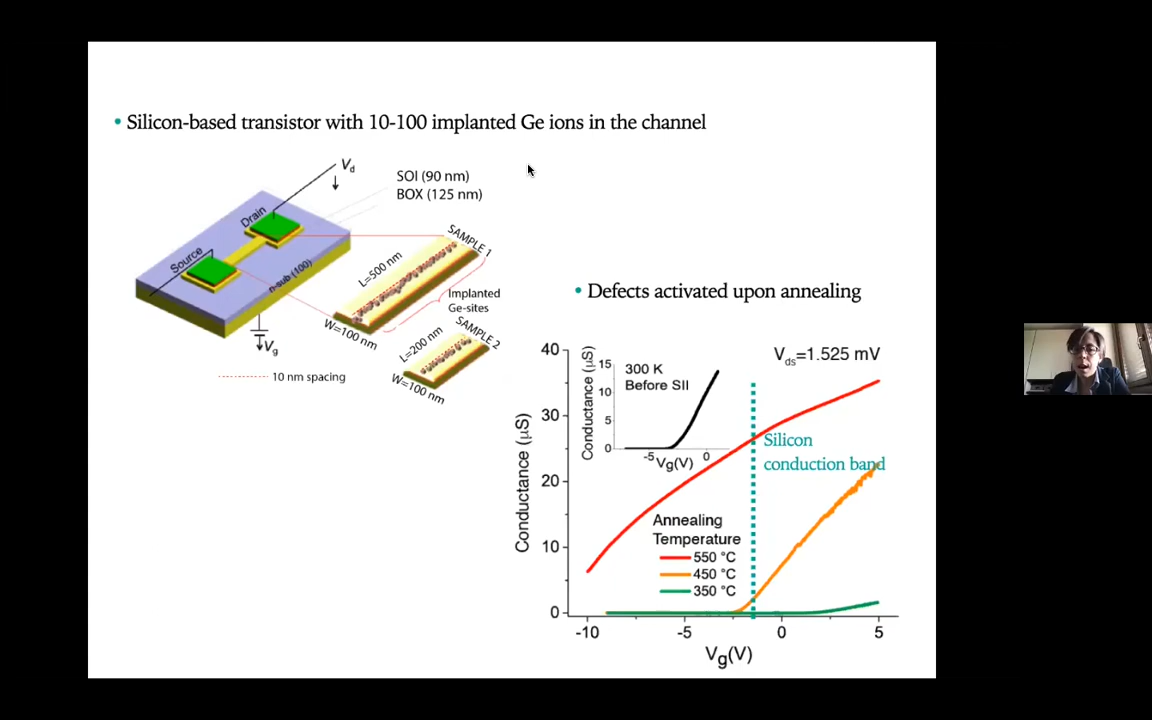 • Silicon-based transistor with 10-100 implanted Ge ions in the channel
Vd
SOI (90 nm)
BOX (125 nm)
Drain
Source
n-sub (100)
Vg
10 nm spacing
SAMPLE 1
L=500 nm
W=100 nm
Implanted
Ge-sites
SAMPLE 2
L=200 nm
W=100 nm
• Defects activated upon annealing
Vds=1.525 mV
40
30
20
10
0
Conductance (μS)
-10
-5
0
5
Vg(V)
300 K
Before SII
15
10
5
0
Conductance (μS)
-5
0
Vg(V)
Silicon
conduction band
Annealing
Temperature
550 °C
450 °C
350 °C